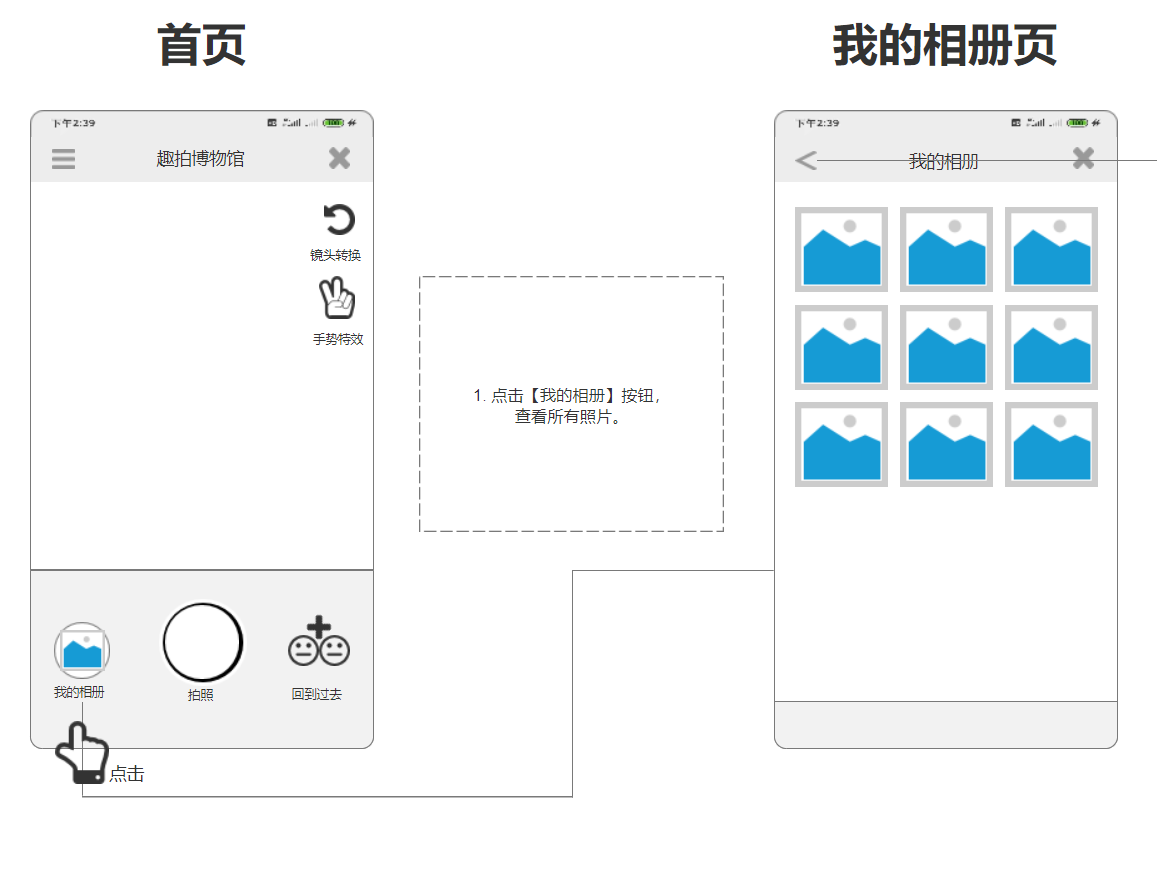 首页
我的相册页
下午2:39
趣拍博物馆
镜头转换
手势特效
1. 点击【我的相册】按钮，
查看所有照片。
我的相册
拍照
回到过去
点击
下午2:39
100
我的相册